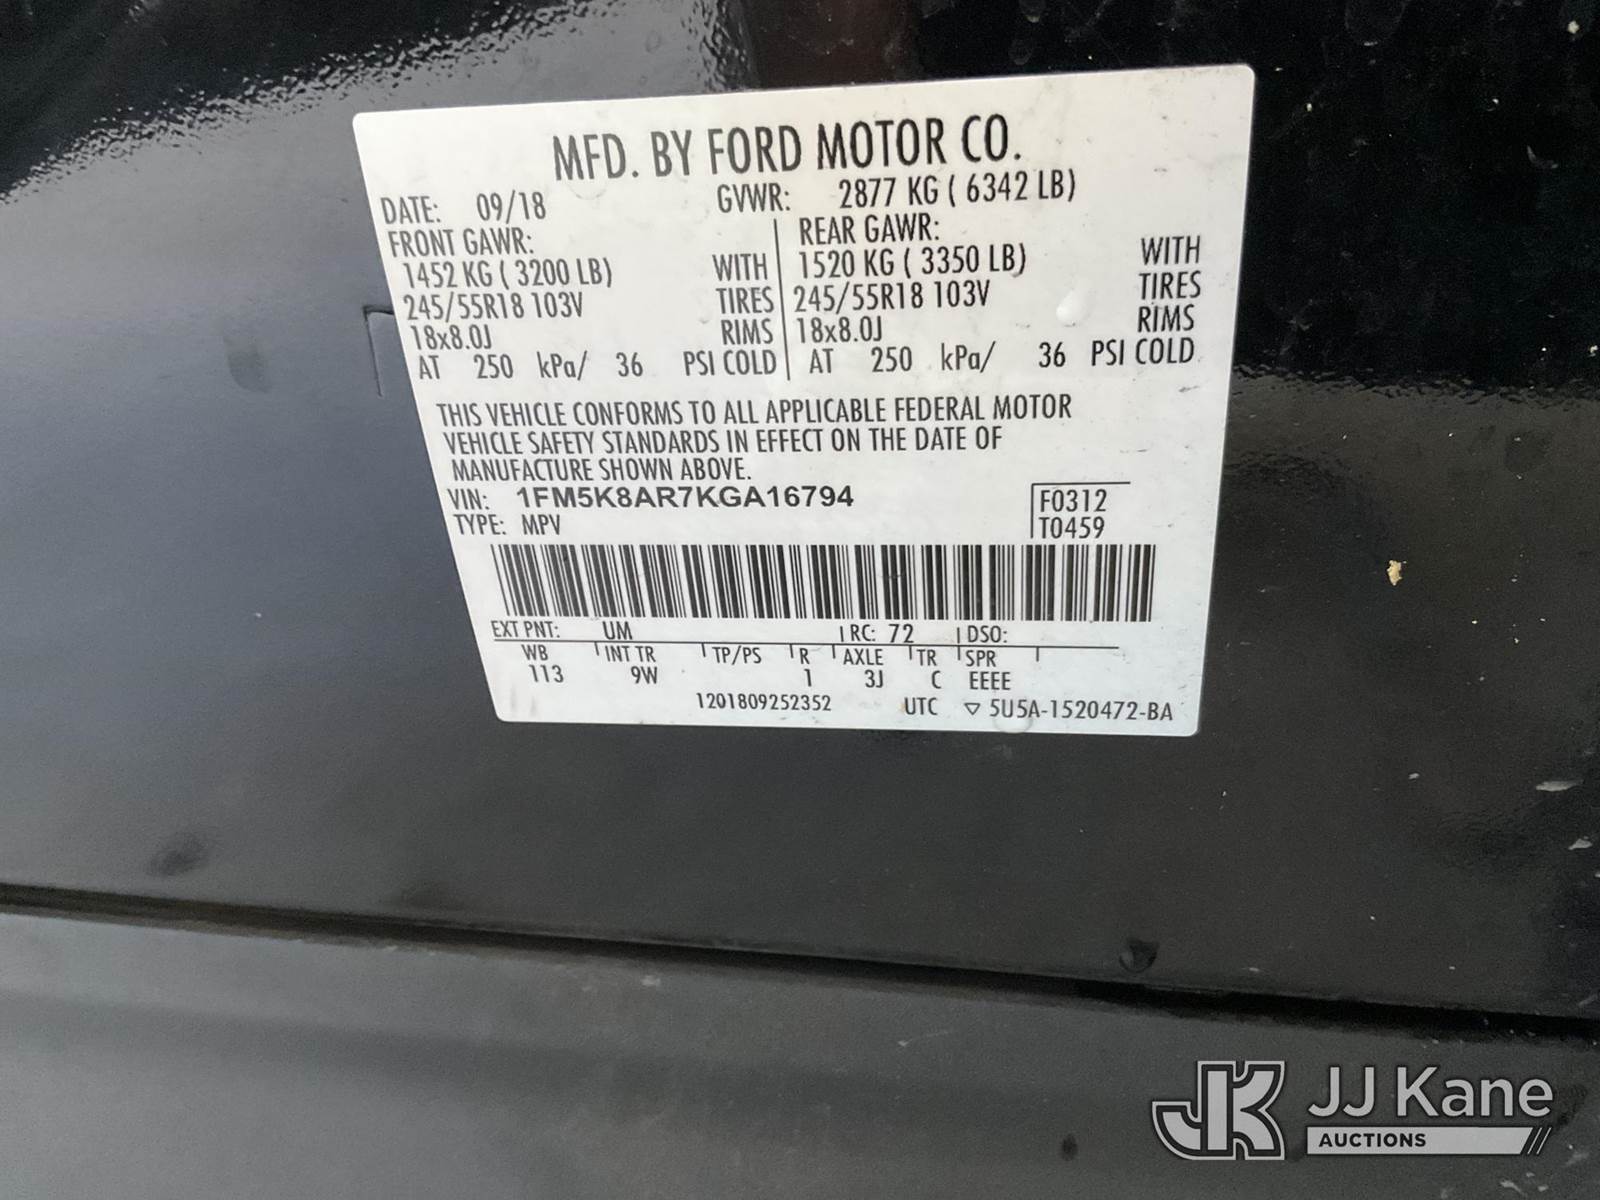 MFD. BY FORD MOTOR CO.
DATE: 09/18 GVWR: 2877 KG ( 6342 LB)
FRONT GAWR: REAR GAWR:
1452 KG ( 3200 LB) WITH 1520 KG ( 3350 LB) WITH
245/55R18 103V TIRES 245/55R18 103V TIRES
18x8.0J RIMS 18x8.0J RIMS
AT 250 kPa/ 36 PSI COLD AT 250 kPa/ 36 PSI COLD
THIS VEHICLE CONFORMS TO ALL APPLICABLE FEDERAL MOTOR
VEHICLE SAFETY STANDARDS IN EFFECT ON THE DATE OF
MANUFACTURE SHOWN ABOVE.
VIN: 1FM5K8AR7KGA16794 F0312
TYPE: MPV T0459
EXT PNT: UM RC: 72 DSO:
WB INT TR TP/PS R AXLE TR SPR
113 9W 1 3J C EEEE
1201809252352 UTC ▽ 5U5A-1520472-BA
JK JJ Kane
AUCTIONS